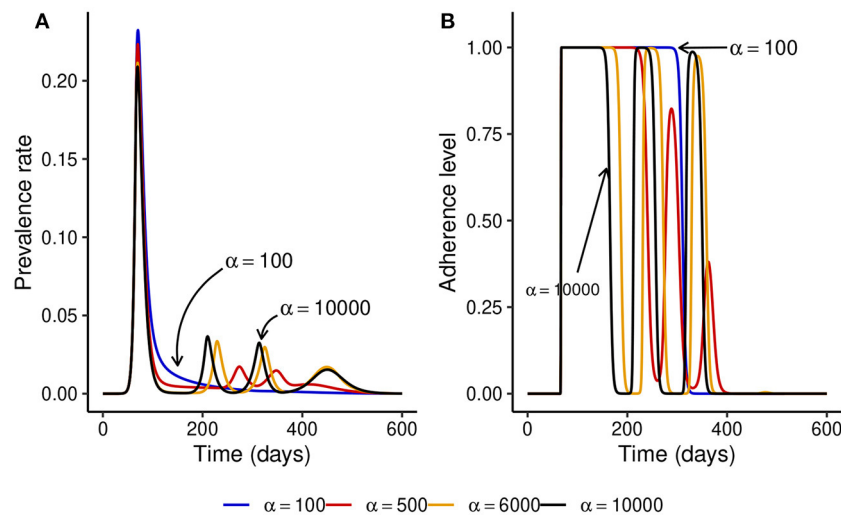 A
Prevalence rate
0.20
0.15
0.10
0.05
0.00
α = 100
α = 10000
0 200 400 600
Time (days)
B
Adherence level
1.00
0.75
0.50
0.25
0.00
α = 100
α = 10000
0 200 400 600
Time (days)
α = 100 α = 500 α = 6000 α = 10000